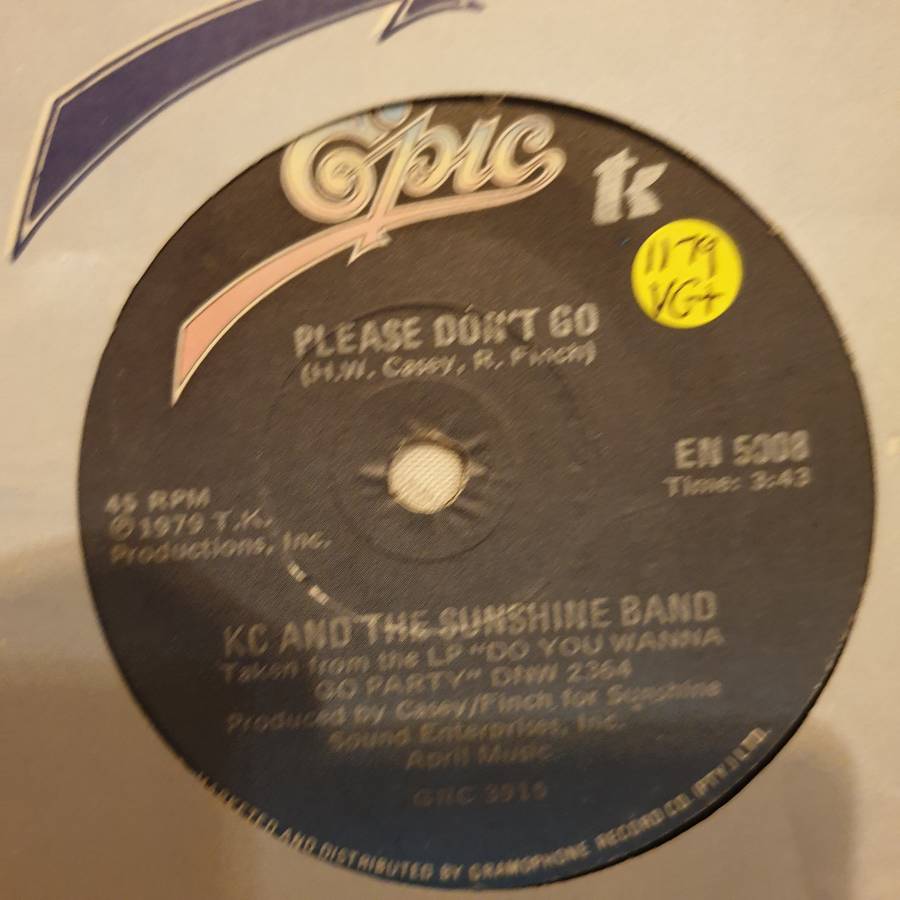 Epic
tk
1179
VG+
PLEASE DON'T GO
(H.W. Casey, R. Finch)
EN 5008
Time: 3:43
45 RPM
℗1979 T.K.
Productions, Inc.
KC AND THE SUNSHINE BAND
Taken from the LP "DO YOU WANNA
GO PARTY" DNW 2364
Produced by Casey/Finch for Sunshine
Sound Enterprises, Inc.
April Music
GRC 3916
MARKETED AND DISTRIBUTED BY GRAMOPHONE RECORD CO. (PTY) LTD.